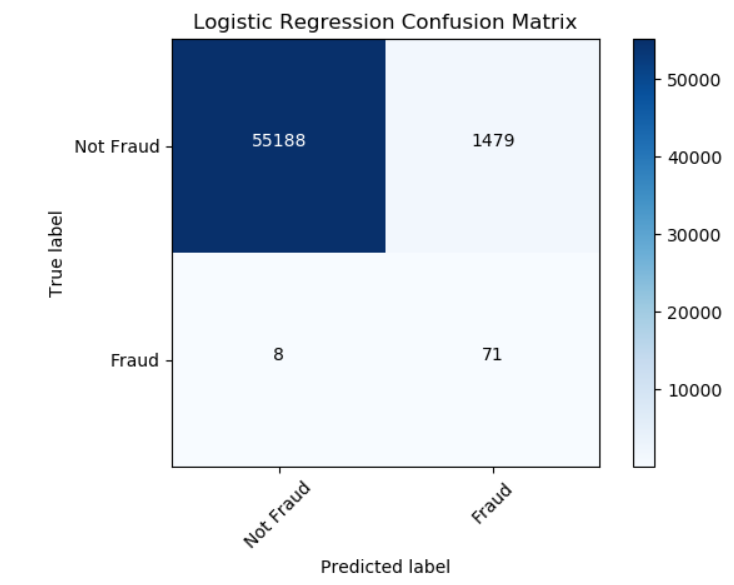 Logistic Regression Confusion Matrix
True label
Not Fraud
55188
1479
Fraud
8
71
Not Fraud
Fraud
Predicted label
50000
40000
30000
20000
10000